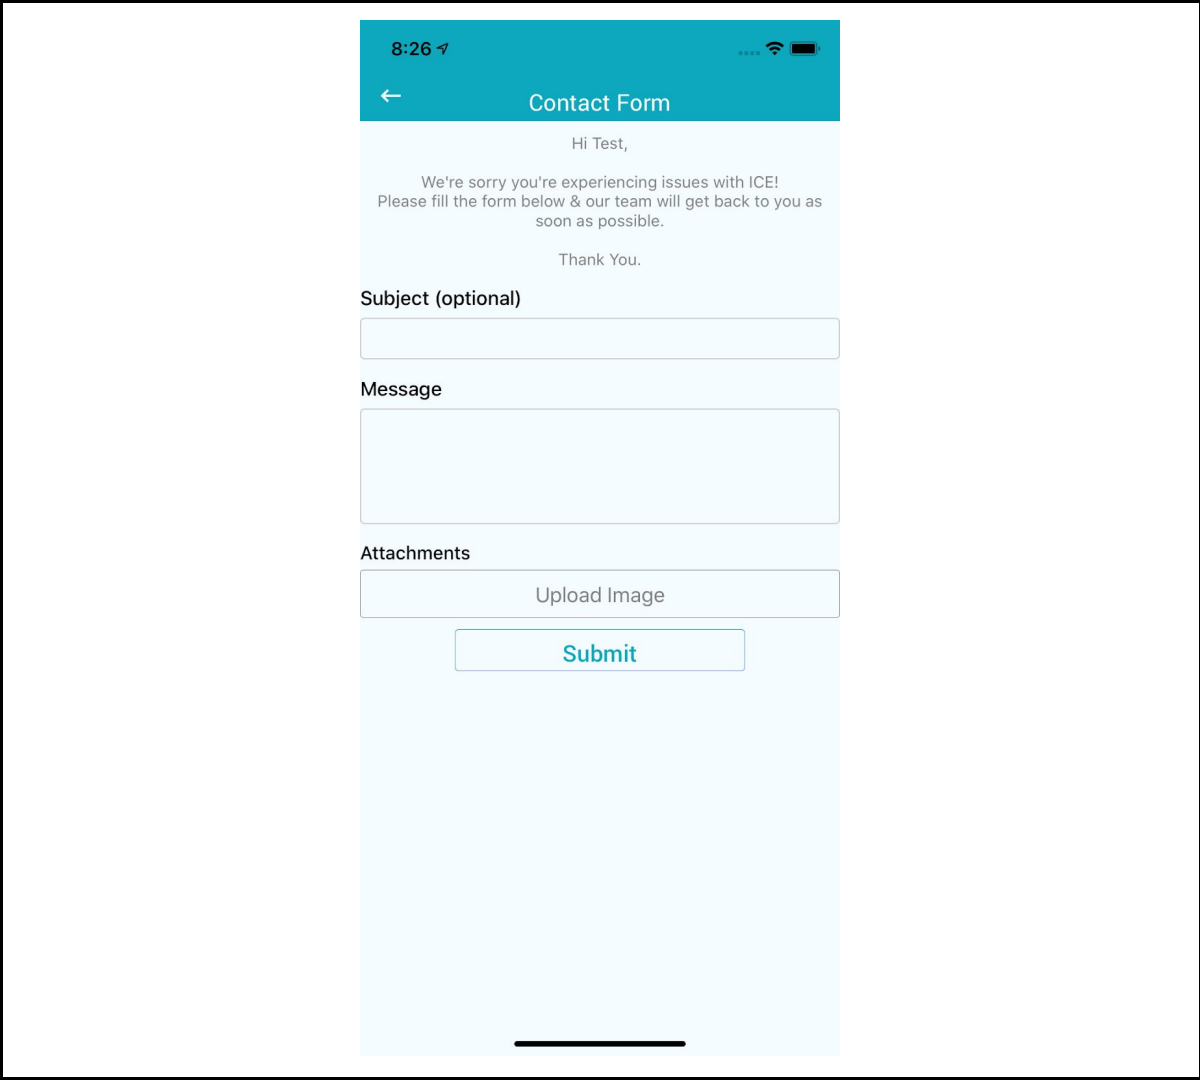 8:26
Contact Form
Hi Test,
We're sorry you're experiencing issues with ICE!
Please fill the form below & our team will get back to you as
soon as possible.
Thank You.
Subject (optional)
Message
Attachments
Upload Image
Submit